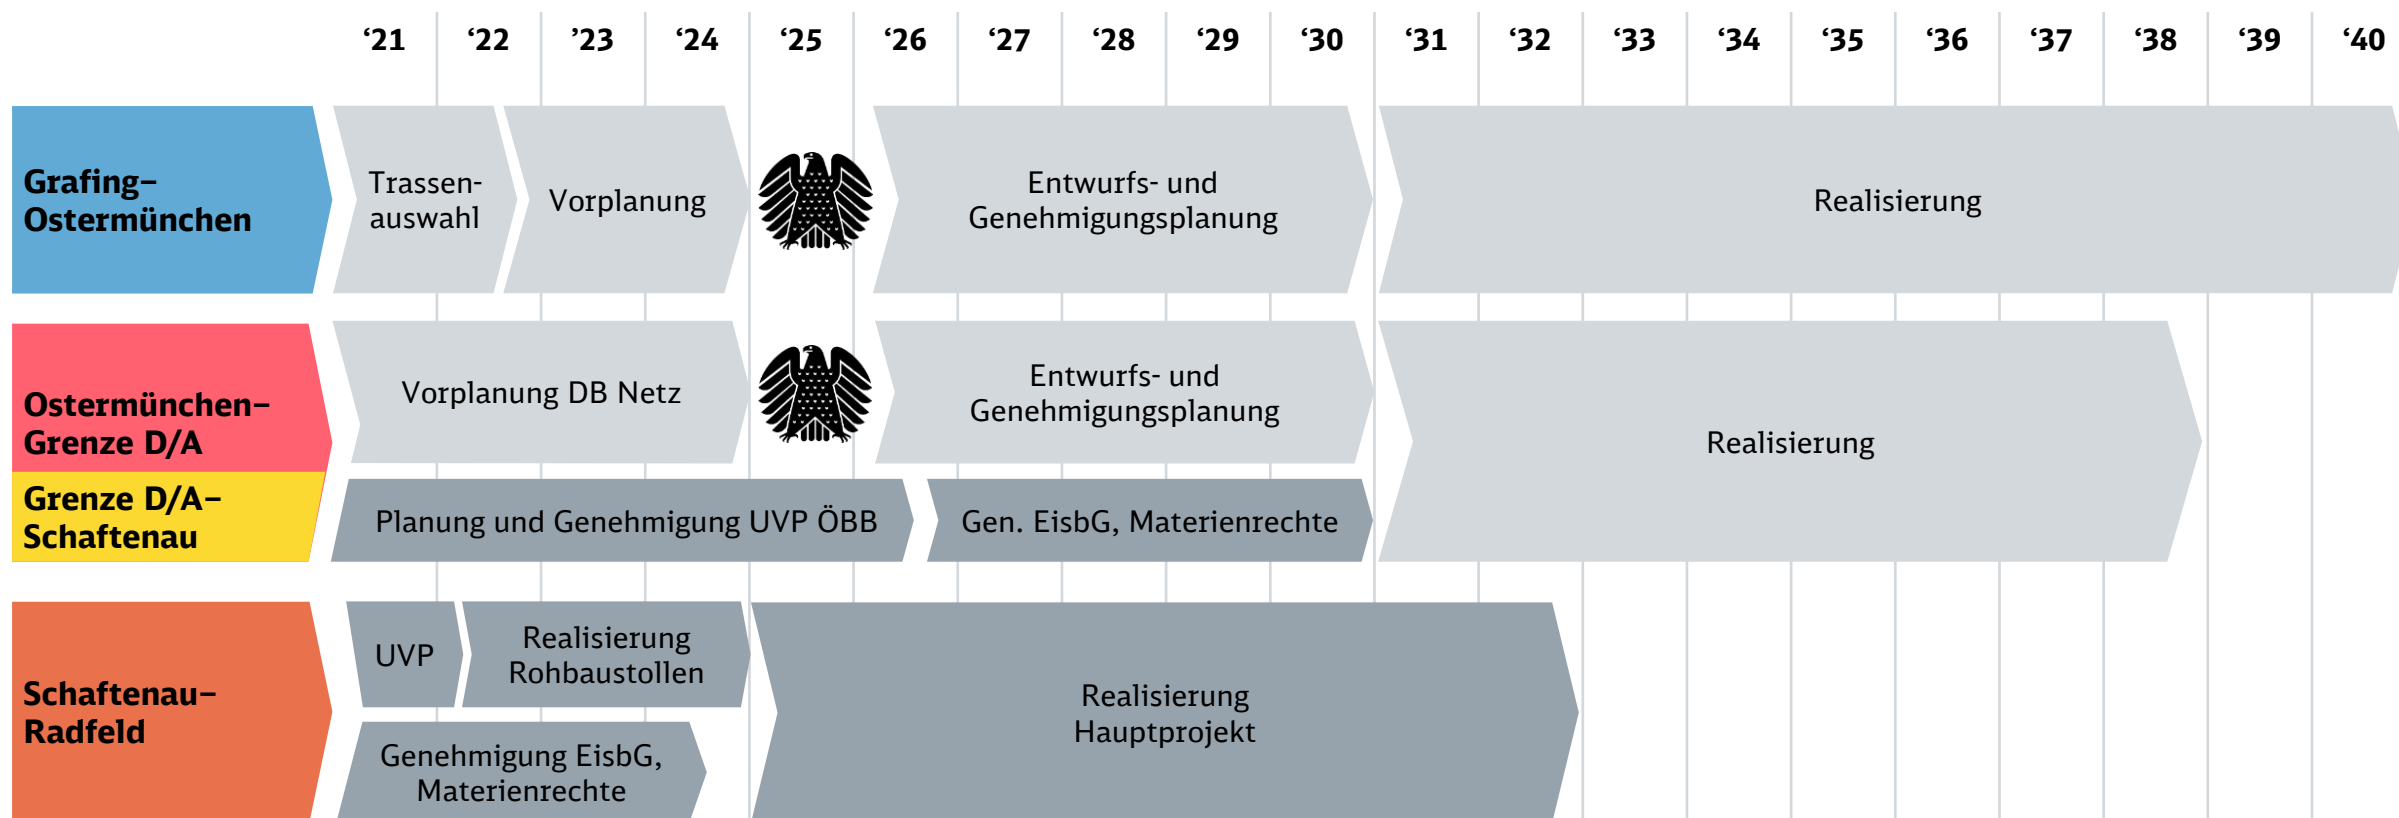 ‘21 ‘22 ’23 ‘24 ‘25 ‘26 ‘27 ‘28 ‘29 ‘30 ‘31 ‘32 ‘33 ‘34 ‘35 ‘36 ‘37 ‘38 ‘39 ‘40
Grafing–
Ostermünchen
Trassen-
auswahl
Vorplanung
Entwurfs- und
Genehmigungsplanung
Realisierung
Ostermünchen–
Grenze D/A
Vorplanung DB Netz
Entwurfs- und
Genehmigungsplanung
Realisierung
Grenze D/A–
Schaftenau
Planung und Genehmigung UVP ÖBB
Gen. EisbG, Materienrechte
Schaftenau–
Radfeld
UVP
Realisierung
Rohbaustollen
Genehmigung EisbG,
Materienrechte
Realisierung
Hauptprojekt